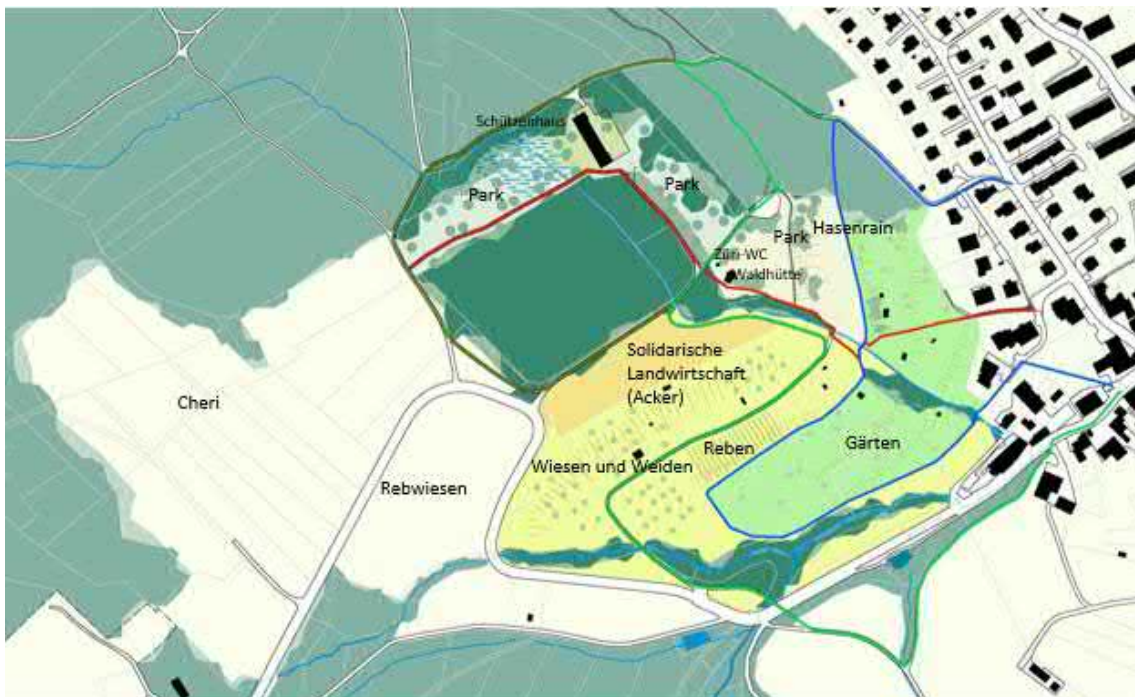 Schützenhaus
Park
Park
Park
Hasenrain
Züri-WC
Waldhütte
Solidarische
Landwirtschaft
(Acker)
Cheri
Reben
Gärten
Wiesen und Weiden
Rebwiesen